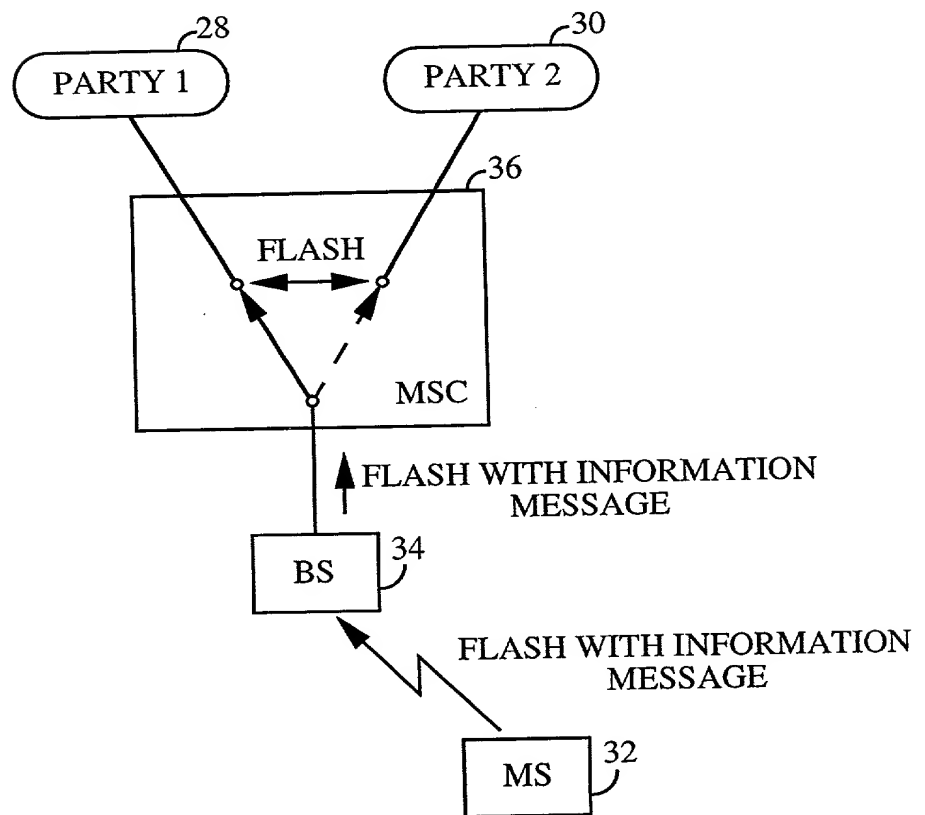 28
30
PARTY 1
PARTY 2
36
FLASH
MSC
FLASH WITH INFORMATION
MESSAGE
BS
34
FLASH WITH INFORMATION
MESSAGE
MS
32